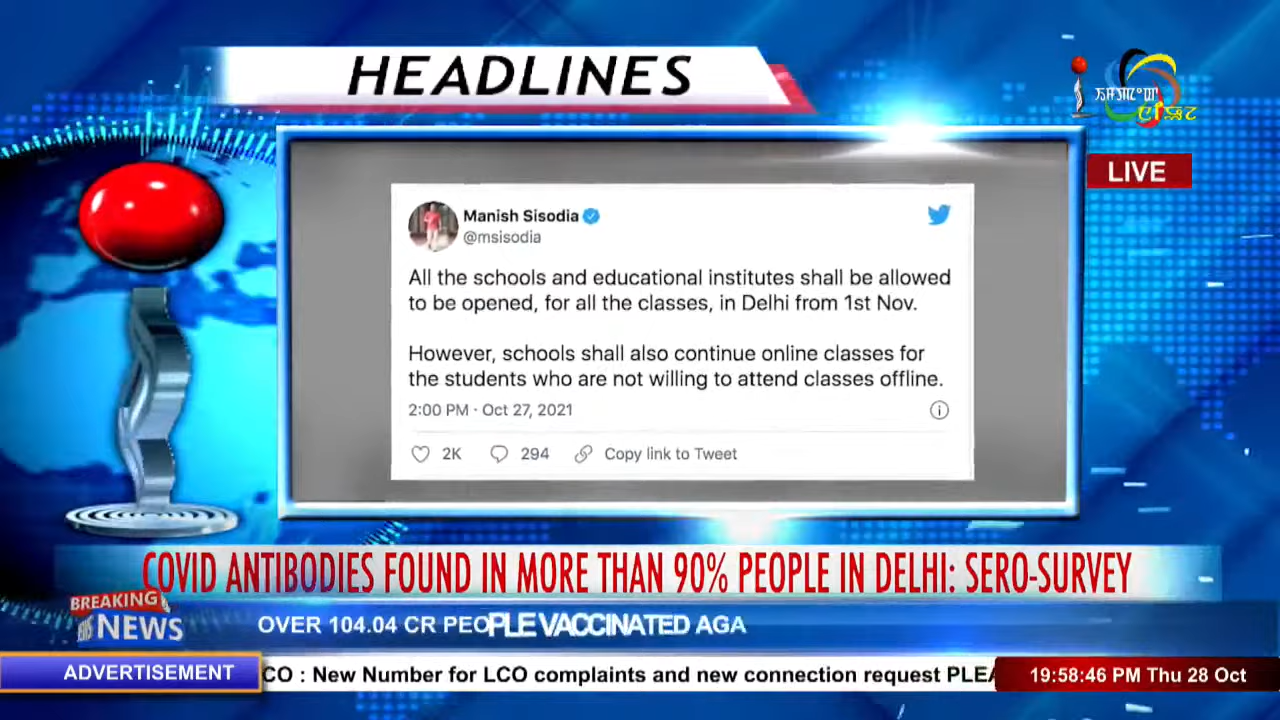 HEADLINES
LIVE
Manish Sisodia
@msisodia
All the schools and educational institutes shall be allowed
to be opened, for all the classes, in Delhi from 1st Nov.
However, schools shall also continue online classes for
the students who are not willing to attend classes offline.
2:00 PM · Oct 27, 2021
2K
294
Copy link to Tweet
COVID ANTIBODIES FOUND IN MORE THAN 90% PEOPLE IN DELHI: SERO-SURVEY
BREAKING
NEWS
OVER 104.04 CR PEOPLE VACCINATED AGA
ADVERTISEMENT
CO : New Number for LCO complaints and new connection request PLEA
19:58:46 PM Thu 28 Oct